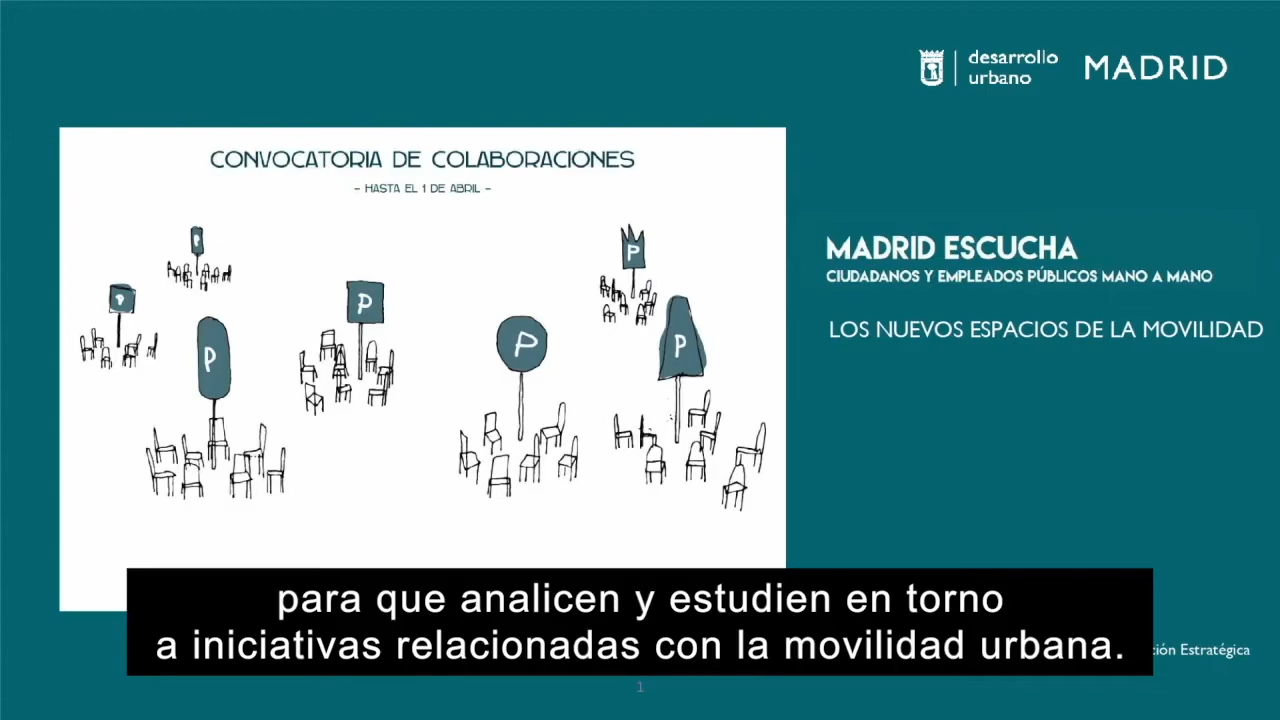 desarrollo
urbano
MADRID
CONVOCATORIA DE COLABORACIONES
- HASTA EL 1 DE ABRIL -
P
P
P
P
P
P
P
MADRID ESCUCHA
CIUDADANOS Y EMPLEADOS PÚBLICOS MANO A MANO
LOS NUEVOS ESPACIOS DE LA MOVILIDAD
para que analicen y estudien en torno
a iniciativas relacionadas con la movilidad urbana.
Estratégica
1